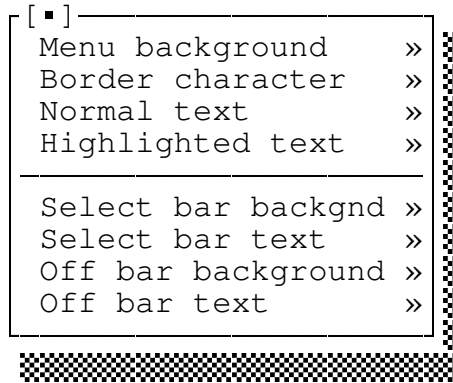 [▪]
Menu background »
Border character »
Normal text »
Highlighted text »
Select bar backgnd »
Select bar text »
Off bar background »
Off bar text »